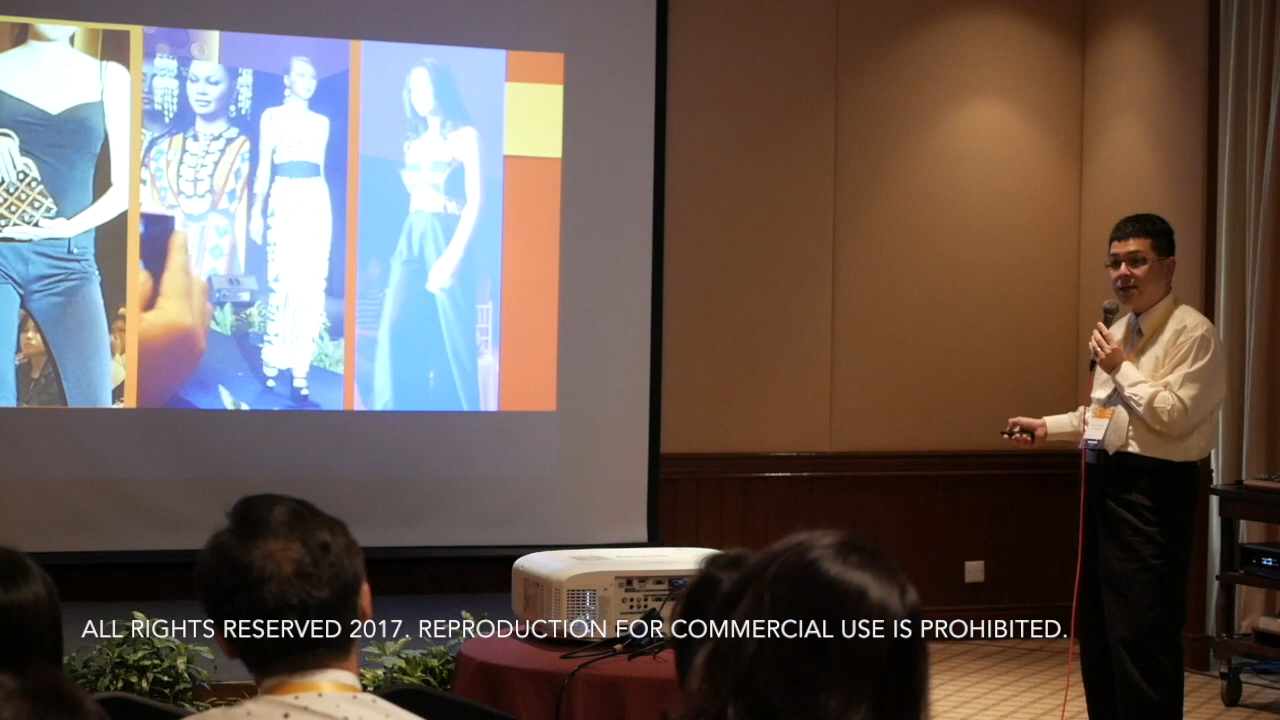 ALL RIGHTS RESERVED 2017. REPRODUCTION FOR COMMERCIAL USE IS PROHIBITED.